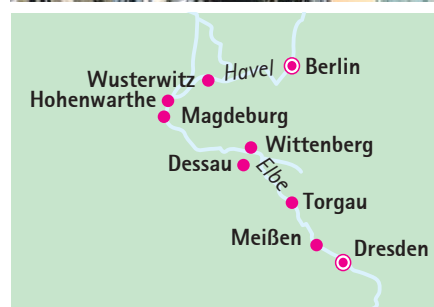 Havel
Berlin
Wusterwitz
Hohenwarthe
Magdeburg
Wittenberg
Dessau
Elbe
Torgau
Meißen
Dresden